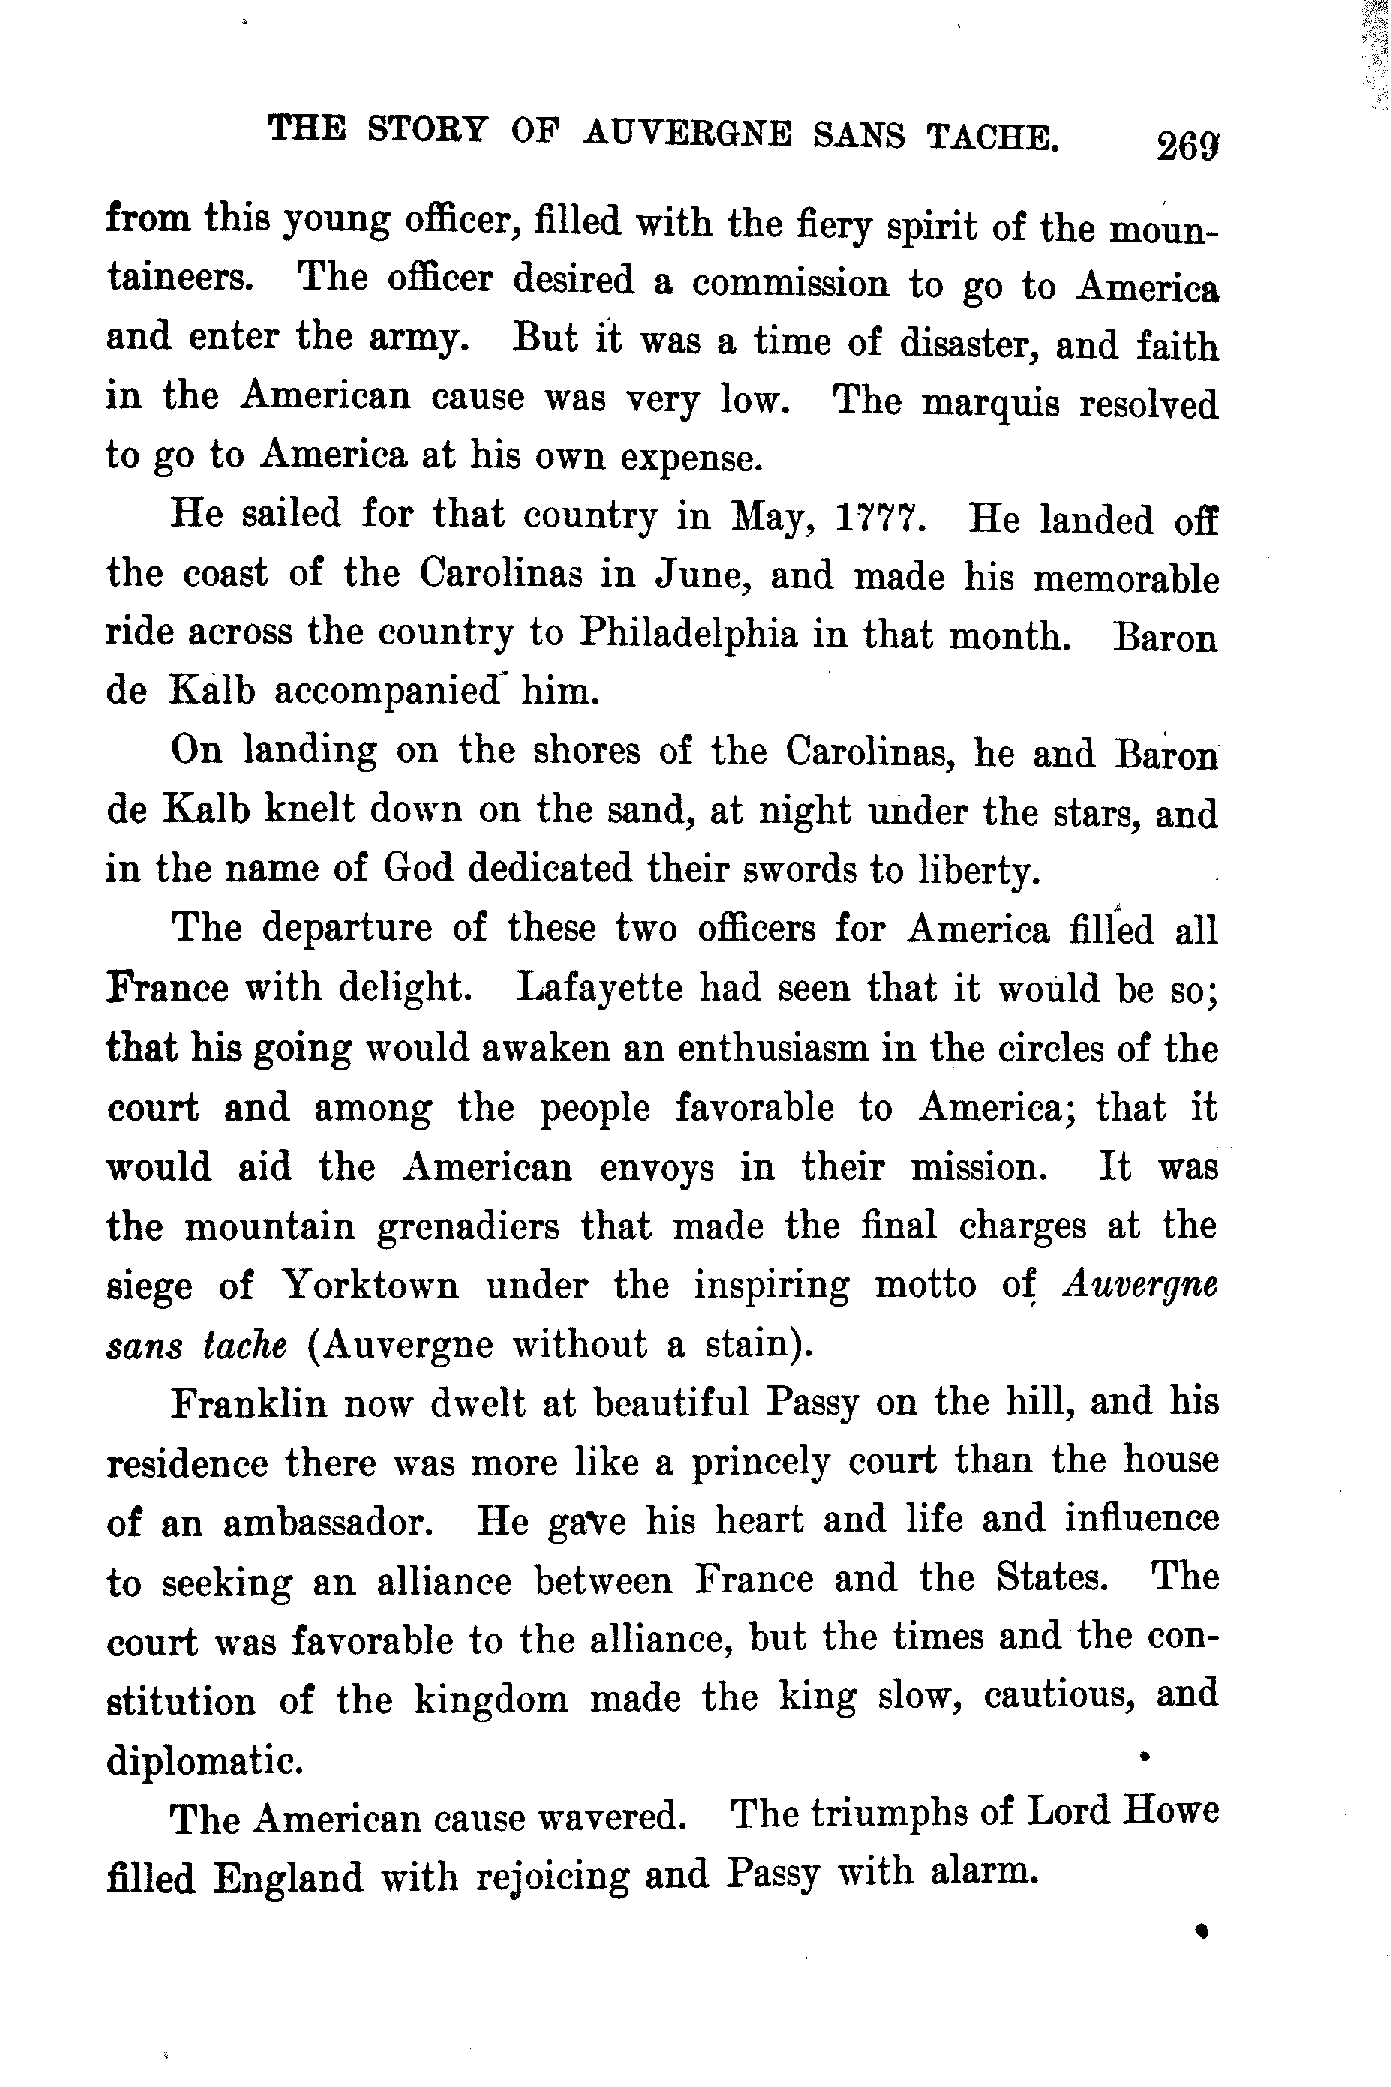 THE STORY OF AUVERGNE SANS TACHE. 269
from this young officer, filled with the fiery spirit of the moun-
taineers. The officer desired a commission to go to America
and enter the army. But it was a time of disaster, and faith
in the American cause was very low. The marquis resolved
to go to America at his own expense.
He sailed for that country in May, 1777. He landed off
the coast of the Carolinas in June, and made his memorable
ride across the country to Philadelphia in that month. Baron
de Kalb accompanied him.
On landing on the shores of the Carolinas, he and Baron
de Kalb knelt down on the sand, at night under the stars, and
in the name of God dedicated their swords to liberty.
The departure of these two officers for America filled all
France with delight. Lafayette had seen that it would be so;
that his going would awaken an enthusiasm in the circles of the
court and among the people favorable to America; that it
would aid the American envoys in their mission. It was
the mountain grenadiers that made the final charges at the
siege of Yorktown under the inspiring motto of Auvergne
sans tache (Auvergne without a stain).
Franklin now dwelt at beautiful Passy on the hill, and his
residence there was more like a princely court than the house
of an ambassador. He gave his heart and life and influence
to seeking an alliance between France and the States. The
court was favorable to the alliance, but the times and the con-
stitution of the kingdom made the king slow, cautious, and
diplomatic.
The American cause wavered. The triumphs of Lord Howe
filled England with rejoicing and Passy with alarm.